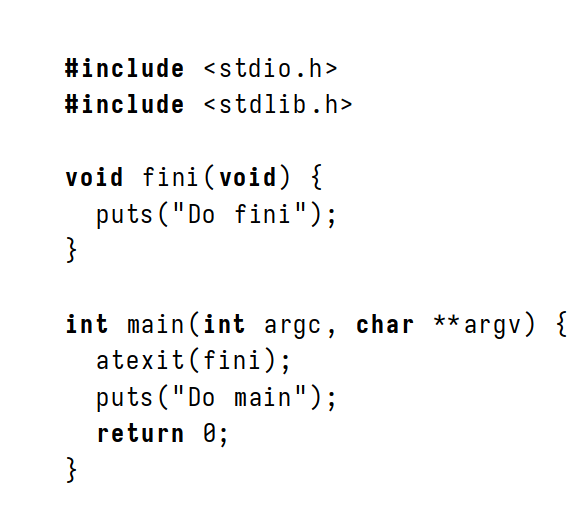 #include <stdio.h>
#include <stdlib.h>

void fini(void) {
  puts("Do fini");
}

int main(int argc, char **argv) {
  atexit(fini);
  puts("Do main");
  return 0;
}